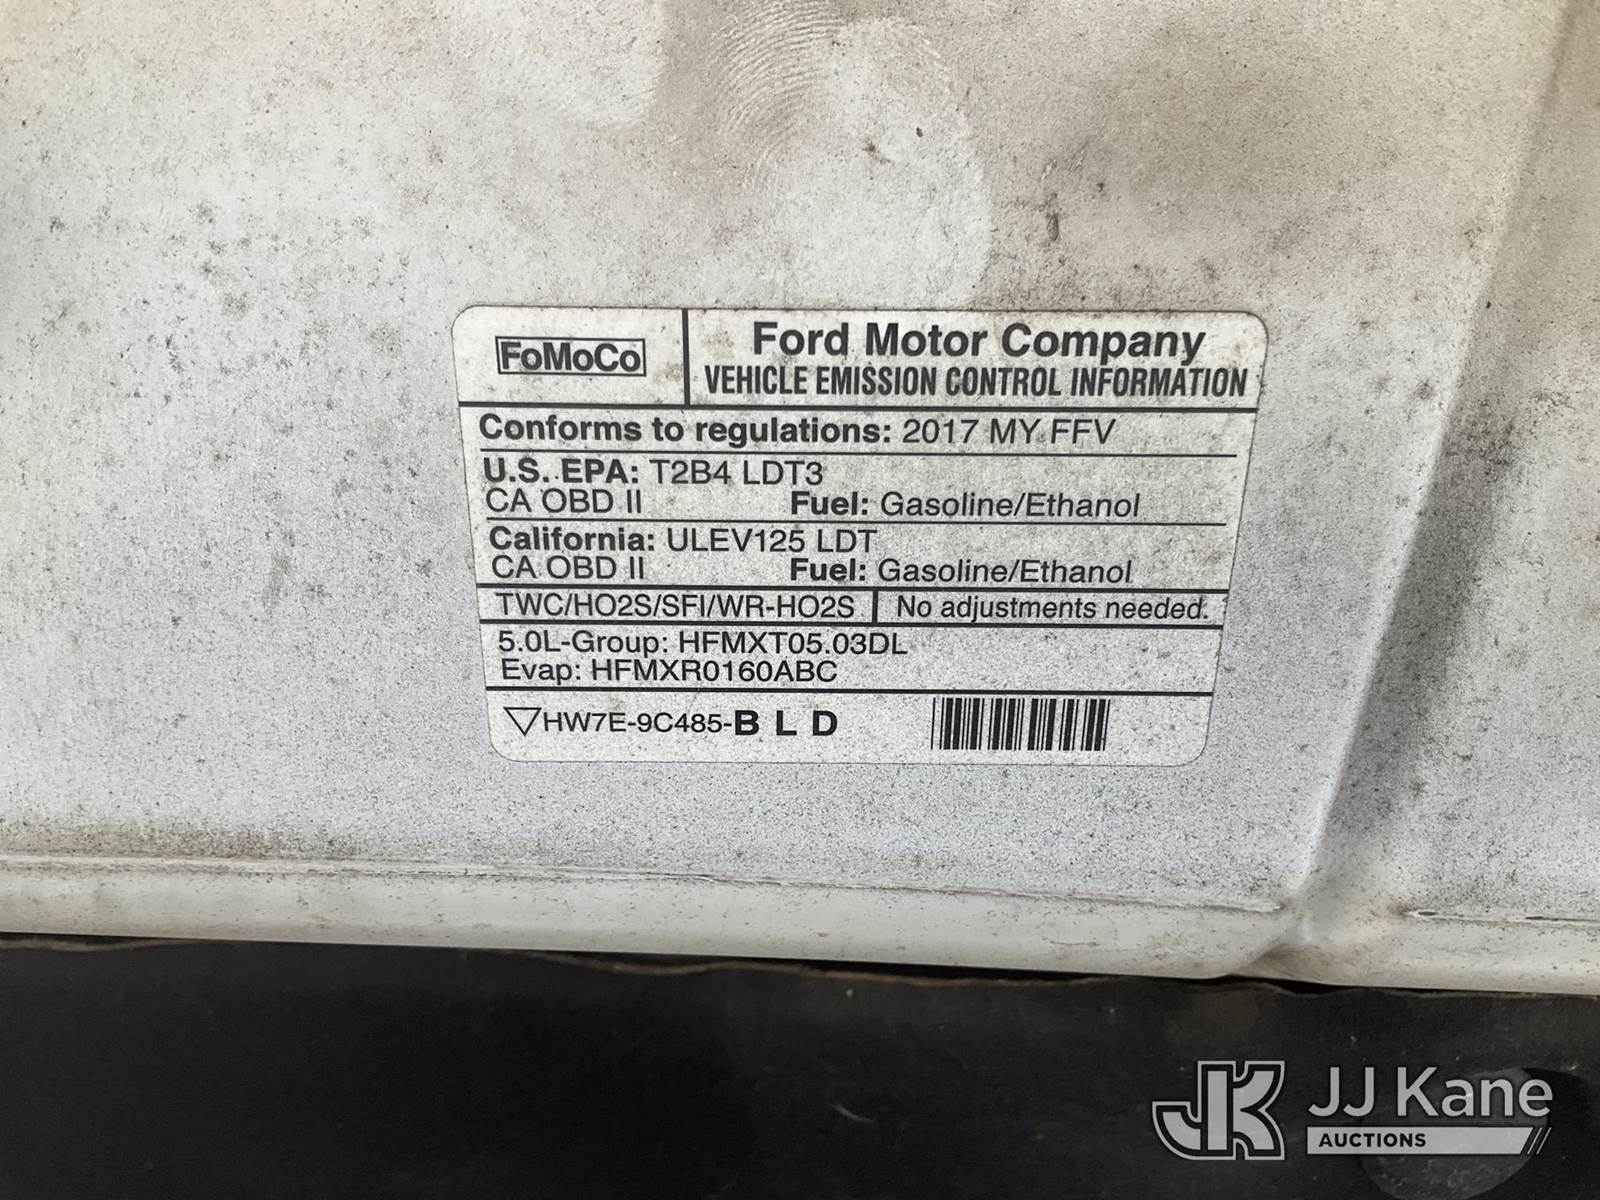 FoMoCo
Ford Motor Company
VEHICLE EMISSION CONTROL INFORMATION
Conforms to regulations: 2017 MY FFV
U.S. EPA: T2B4 LDT3
CA OBD II Fuel: Gasoline/Ethanol
California: ULEV125 LDT
CA OBD II Fuel: Gasoline/Ethanol
TWC/HO2S/SFI/WR-HO2S No adjustments needed.
5.0L-Group: HFMXT05.03DL
Evap: HFMXR0160ABC
HW7E-9C485-B L D
JK JJ Kane
AUCTIONS